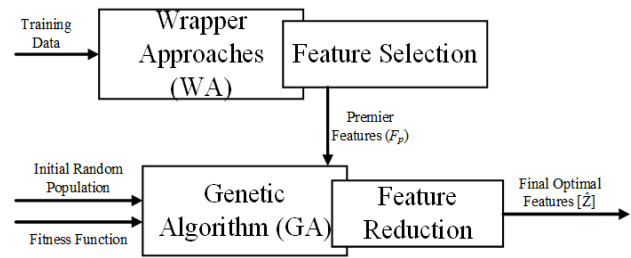 Training
Data
Wrapper
Approaches
(WA)
Feature Selection
Premier
Features (Fₚ)
Initial Random
Population
Fitness Function
Genetic
Algorithm (GA)
Feature
Reduction
Final Optimal
Features [Ẑ]